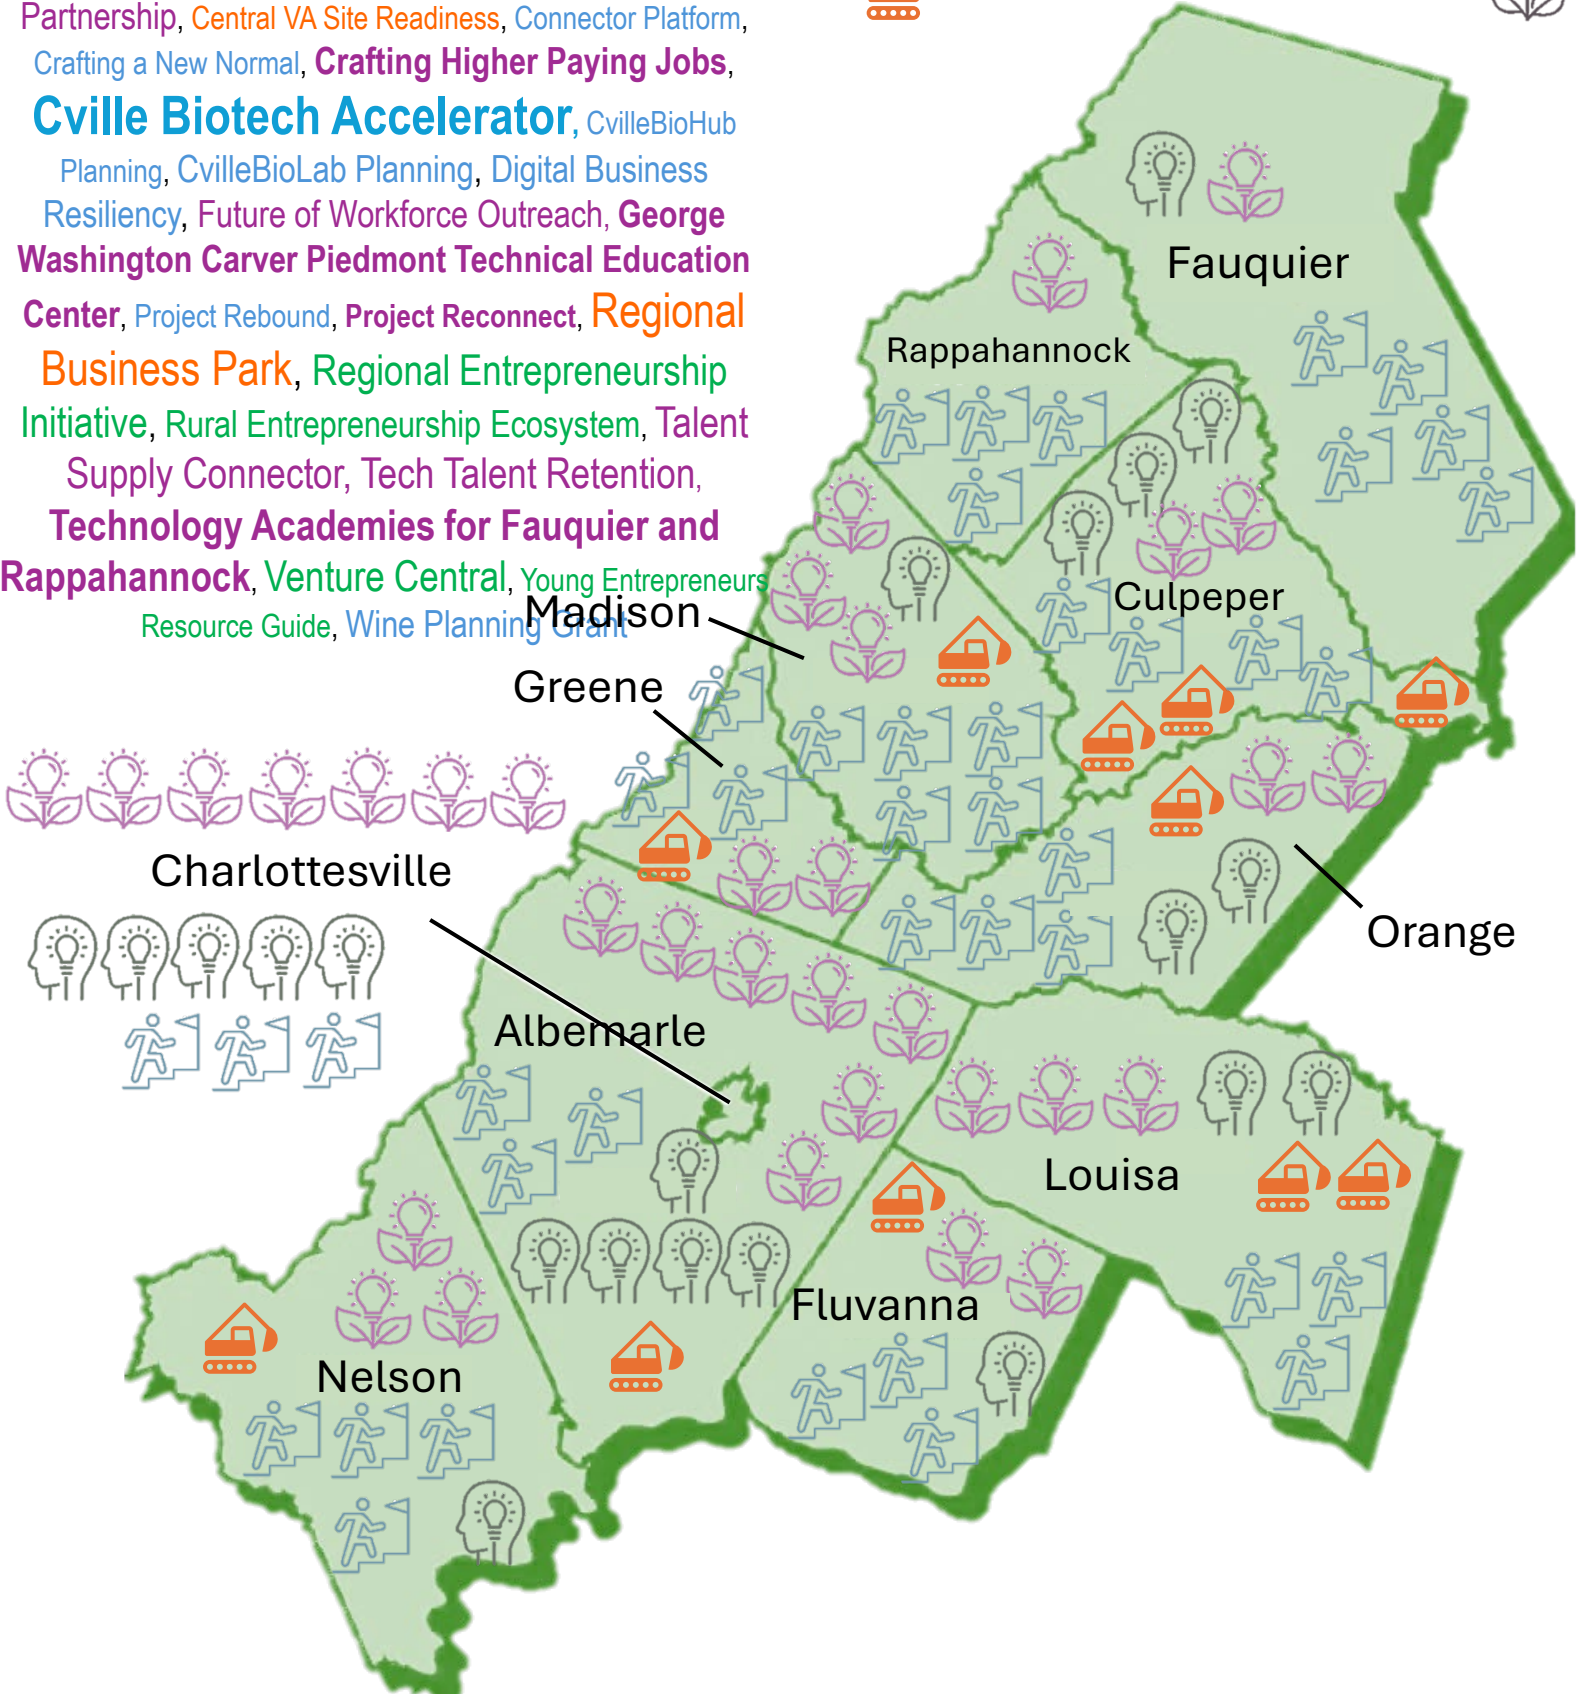 Partnership, Central VA Site Readiness, Connector Platform,
Crafting a New Normal, Crafting Higher Paying Jobs,
Cville Biotech Accelerator, CvilleBioHub
Planning, CvilleBioLab Planning, Digital Business
Resiliency, Future of Workforce Outreach, George
Washington Carver Piedmont Technical Education
Center, Project Rebound, Project Reconnect, Regional
Business Park, Regional Entrepreneurship
Initiative, Rural Entrepreneurship Ecosystem, Talent
Supply Connector, Tech Talent Retention,
Technology Academies for Fauquier and
Rappahannock, Venture Central, Young Entrepreneurs
Resource Guide, Wine Planning Grant
Fauquier
Rappahannock
Culpeper
Madison
Greene
Charlottesville
Orange
Albemarle
Louisa
Fluvanna
Nelson